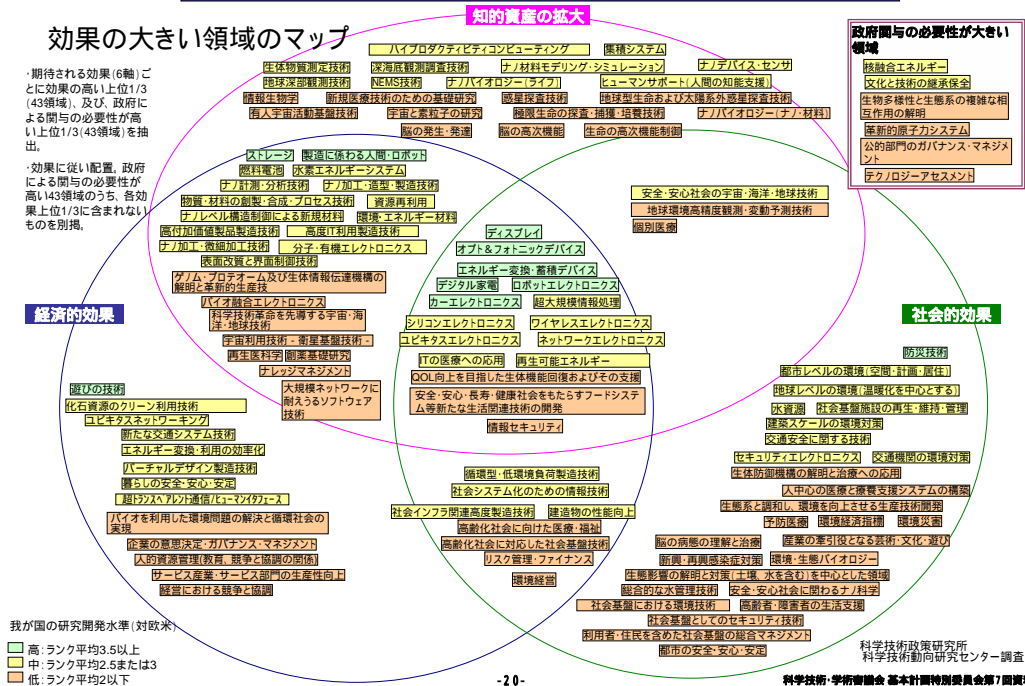 知的資産の拡大
効果の大きい領域のマップ
・期待される効果(6軸)ご
とに効果の高い上位1/3
(43領域)、及び、政府に
よる関与の必要性が高
い上位1/3(43領域)を抽
出。
・効果に従い配置。政府
による関与の必要性が
高い43領域のうち、各効
果上位1/3に含まれない
ものを別掲。
政府関与の必要性が大きい
領域
核融合エネルギー
文化と技術の継承保全
生物多様性と生態系の複雑な相
互作用の解明
革新的原子力システム
公的部門のガバナンス・マネジメ
ント
テクノロジーアセスメント
ハイプロダクティビティコンピューティング 集積システム
生体物質測定技術 深海底観測調査技術 ナノ材料モデリング・シミュレーション ナノデバイス・センサ
地球深部観測技術 NEMS技術 ナノバイオロジー(ライフ) ヒューマンサポート(人間の知能支援)
情報生物学 新規医療技術のための基礎研究 惑星探査技術 地球型生命および太陽系外惑星探査技術
有人宇宙活動基盤技術 宇宙と素粒子の研究 極限生命の探査・捕獲・培養技術 ナノバイオロジー(ナノ・材料)
脳の発生・発達 脳の高次機能 生命の高次機能制御
ストレージ 製造に係わる人間・ロボット
燃料電池 水素エネルギーシステム
ナノ計測・分析技術 ナノ加工・造型・製造技術
物質・材料の創製・合成・プロセス技術 資源再利用
ナノレベル構造制御による新規材料 環境・エネルギー材料
高付加価値製品製造技術 高度IT利用製造技術
ナノ加工・微細加工技術 分子・有機エレクトロニクス
表面改質と界面制御技術
ゲノム・プロテオーム及び生体情報伝達機構の
解明と革新的生産技
バイオ融合エレクトロニクス
科学技術革命を先導する宇宙・海
洋・地球技術
宇宙利用技術 - 衛星基盤技術 -
再生医科学 創薬基礎研究
ナレッジマネジメント
大規模ネットワークに
耐えうるソフトウェア
技術
安全・安心社会の宇宙・海洋・地球技術
地球環境高精度観測・変動予測技術
個別医療
ディスプレイ
オプト&フォトニックデバイス
エネルギー変換・蓄積デバイス
デジタル家電 ロボットエレクトロニクス
カーエレクトロニクス 超大規模情報処理
シリコンエレクトロニクス ワイヤレスエレクトロニクス
ユビキタスエレクトロニクス ネットワークエレクトロニクス
ITの医療への応用 再生可能エネルギー
QOL向上を目指した生体機能回復およびその支援
安全・安心・長寿・健康社会をもたらすフードシステ
ム等新たな生活関連技術の開発
情報セキュリティ
経済的効果
遊びの技術
化石資源のクリーン利用技術
ユビキタスネットワーキング
新たな交通システム技術
エネルギー変換・利用の効率化
バーチャルデザイン製造技術
暮らしの安全・安心・安定
超トランスペアレント通信/ヒューマンインタフェース
バイオを利用した環境問題の解決と循環社会の
実現
企業の意思決定・ガバナンス・マネジメント
人的資源管理(教育、競争と協調の関係)
サービス産業・サービス部門の生産性向上
経営における競争と協調
循環型・低環境負荷製造技術
社会システム化のための情報技術
社会インフラ関連高度製造技術 建造物の性能向上
高齢化社会に向けた医療・福祉
高齢化社会に対応した社会基盤技術
リスク管理・ファイナンス
環境経営
社会的効果
防災技術
都市レベルの環境(空間・計画・居住)
地球レベルの環境(温暖化を中心とする)
水資源 社会基盤施設の再生・維持・管理
建築スケールの環境対策
交通安全に関する技術
セキュリティエレクトロニクス 交通機関の環境対策
生体防御機構の解明と治療への応用
人中心の医療と療養支援システムの構築
生態系と調和し、環境を向上させる生産技術開発
予防医療 環境経済指標 環境災害
脳の病態の理解と治療 産業の牽引役となる芸術・文化・遊び
新興・再興感染症対策 環境・生態バイオロジー
生態影響の解明と対策(土壌、水を含む)を中心とした領域
総合的な水管理技術 安全・安心社会に関わるナノ科学
社会基盤における環境技術 高齢者・障害者の生活支援
社会基盤としてのセキュリティ技術
利用者・住民を含めた社会基盤の総合マネジメント
都市の安全・安心・安定
我が国の研究開発水準(対欧米)
高:ランク平均3.5以上
中:ランク平均2.5または3
低:ランク平均2以下
科学技術政策研究所
科学技術動向研究センター調査
-20-
科学技術・学術審議会 基本計画特別委員会第7回資